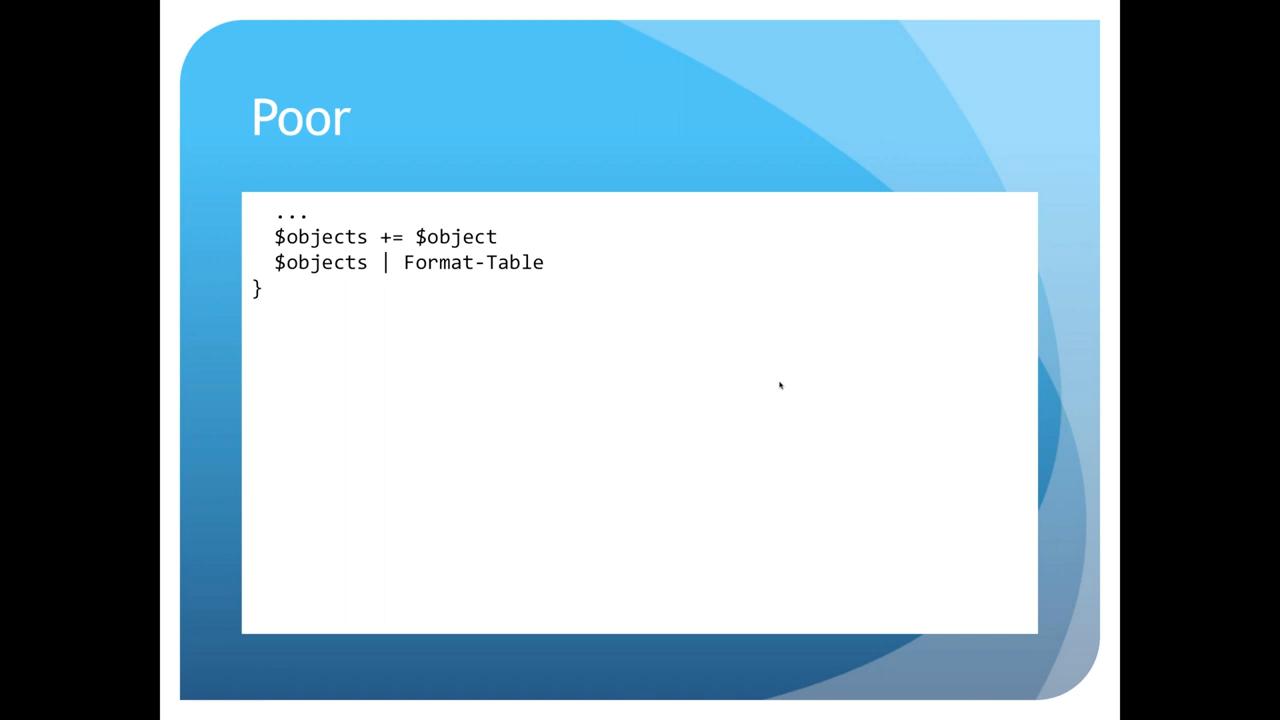 Poor
...
$objects += $object
$objects | Format-Table
}